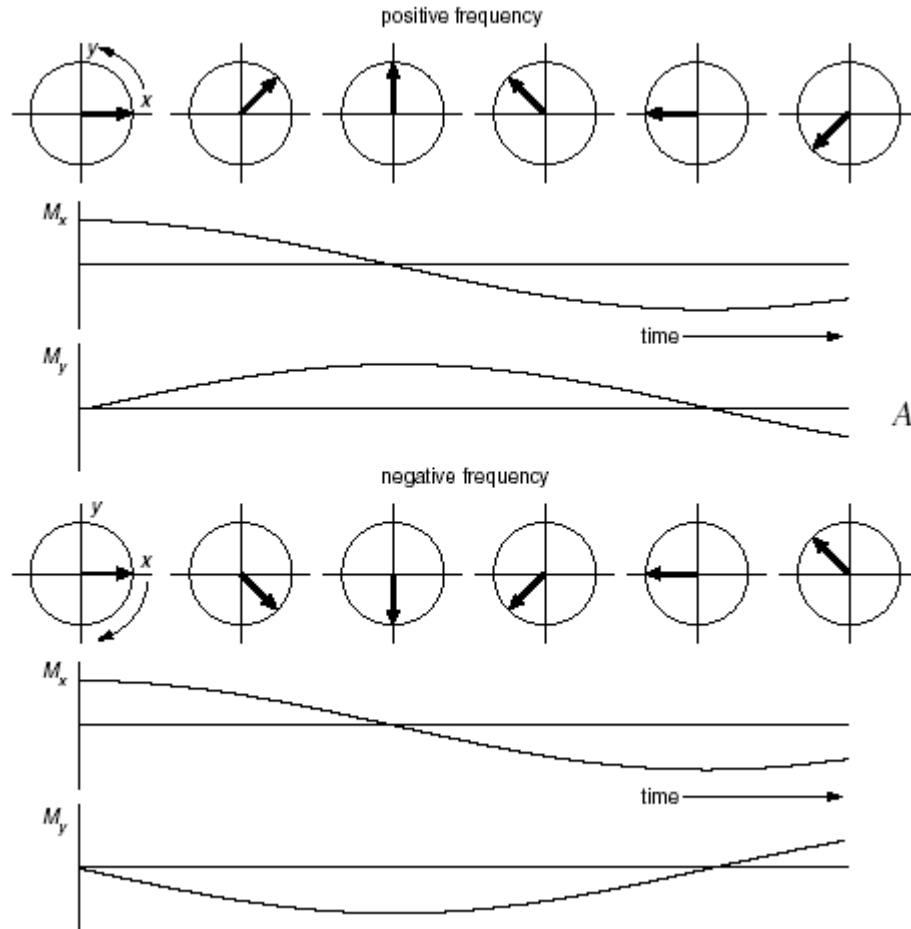 positive frequency
y
x
Mx
time
My
A
negative frequency
y
x
Mx
time
My